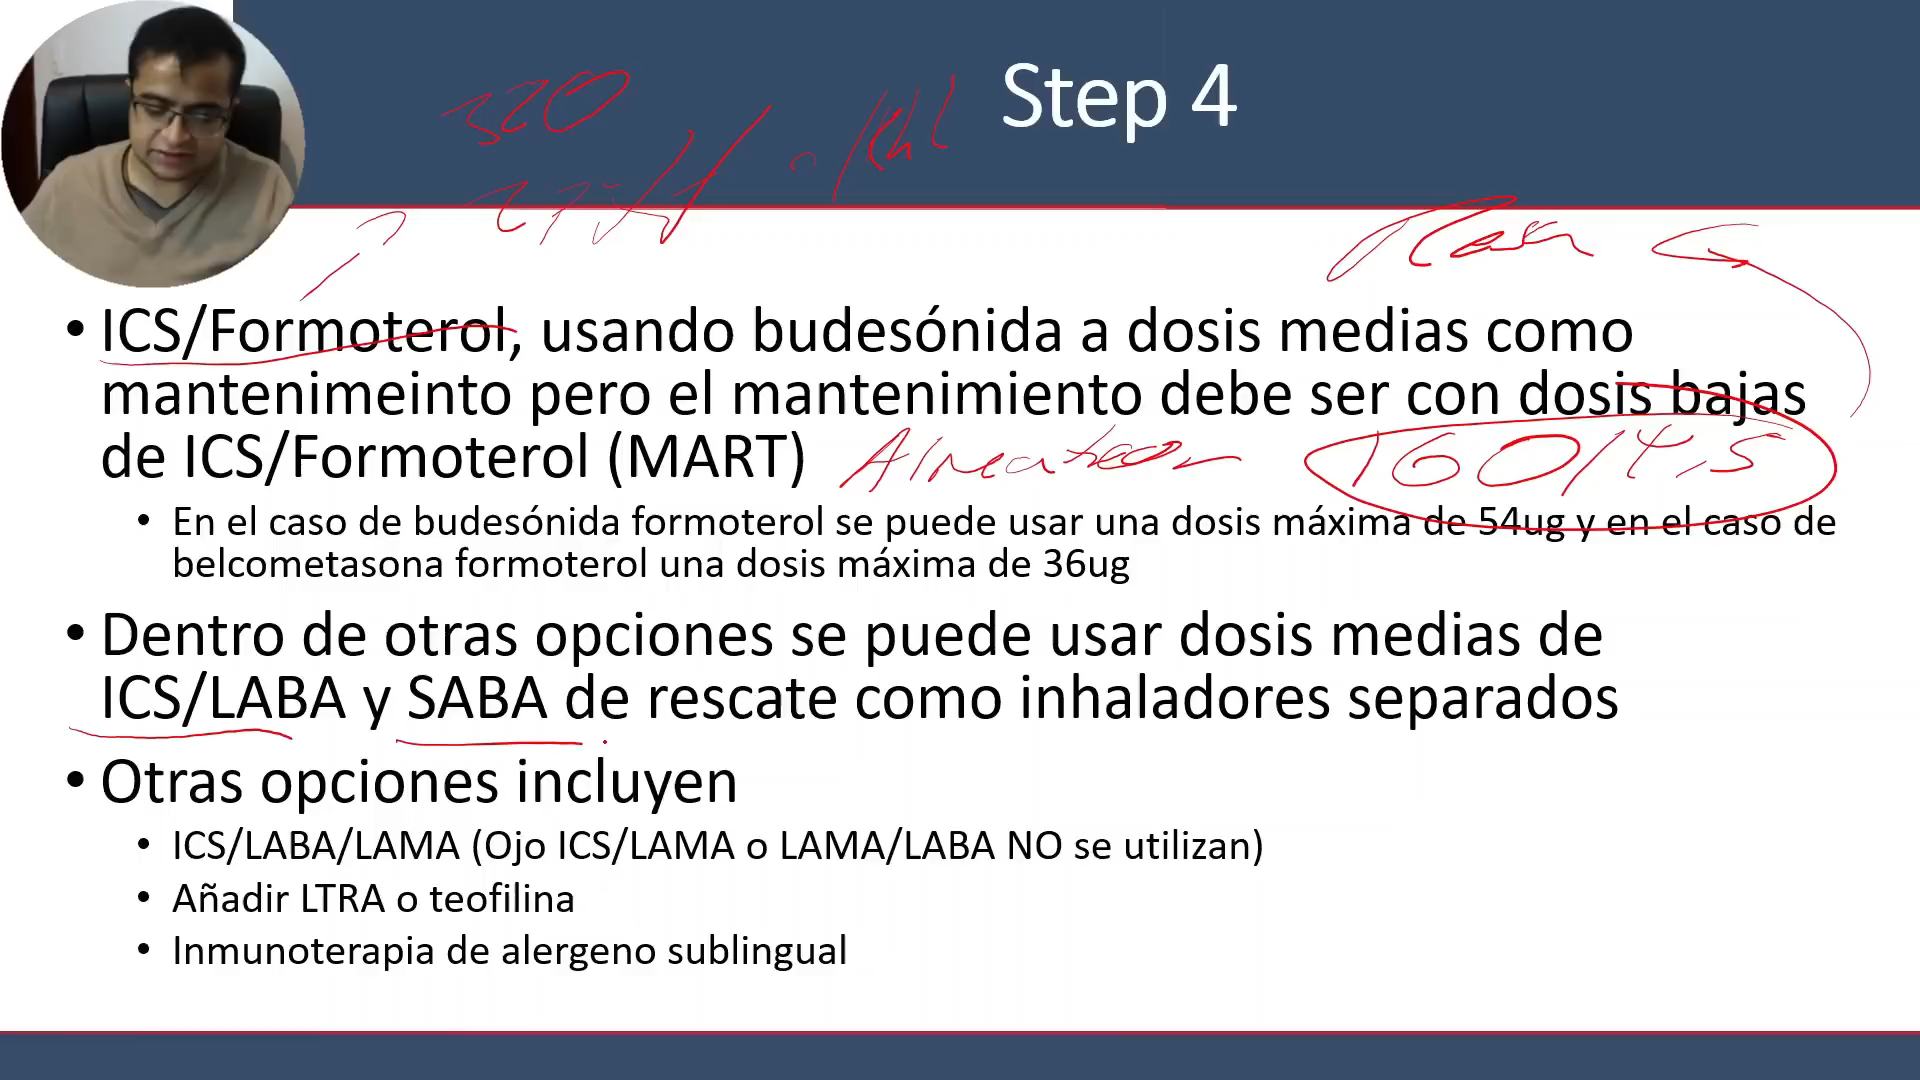 Step 4
320
• ICS/Formoterol, usando budesónida a dosis medias como
mantenimeinto pero el mantenimiento debe ser con dosis bajas
de ICS/Formoterol (MART)
160/4.5
• En el caso de budesónida formoterol se puede usar una dosis máxima de 54ug y en el caso de
belcometasona formoterol una dosis máxima de 36ug
• Dentro de otras opciones se puede usar dosis medias de
ICS/LABA y SABA de rescate como inhaladores separados
• Otras opciones incluyen
• ICS/LABA/LAMA (Ojo ICS/LAMA o LAMA/LABA NO se utilizan)
• Añadir LTRA o teofilina
• Inmunoterapia de alergeno sublingual